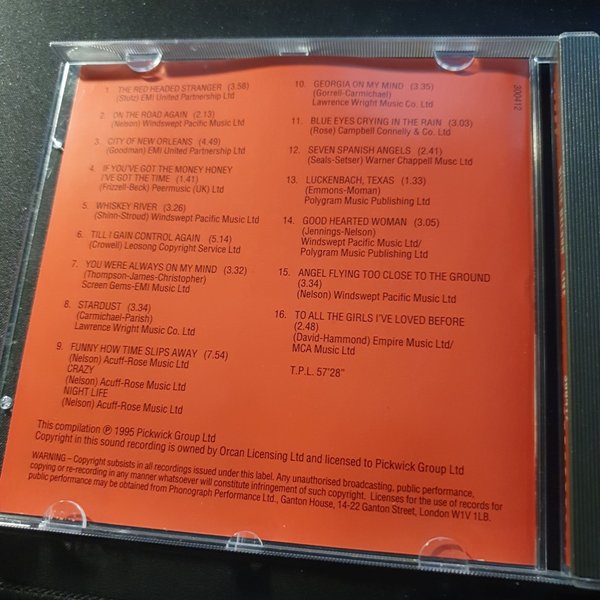 1. THE RED HEADED STRANGER (3.58)
(Stolz) EMI United Partnership Ltd
2. ON THE ROAD AGAIN (2.13)
(Nelson) Windswept Pacific Music Ltd
3. CITY OF NEW ORLEANS (4.49)
(Goodman) EMI United Partnership Ltd
4. IF YOU'VE GOT THE MONEY HONEY
I'VE GOT THE TIME (1.41)
(Frizzell-Beck) Peermusic (UK) Ltd
5. WHISKEY RIVER (3.26)
(Shinn-Stroud) Windswept Pacific Music Ltd
6. TILL I GAIN CONTROL AGAIN (5.14)
(Crowell) Leosong Copyright Service Ltd
7. YOU WERE ALWAYS ON MY MIND (3.32)
(Thompson-James-Christopher)
Screen Gems-EMI Music Ltd
8. STARDUST (3.34)
(Carmichael-Parish)
Lawrence Wright Music Co. Ltd
9. FUNNY HOW TIME SLIPS AWAY (7.54)
(Nelson) Acuff-Rose Music Ltd
CRAZY
(Nelson) Acuff-Rose Music Ltd
NIGHT LIFE
(Nelson) Acuff-Rose Music Ltd
10. GEORGIA ON MY MIND (3.35)
(Gorrell-Carmichael)
Lawrence Wright Music Ltd
11. BLUE EYES CRYING IN THE RAIN (3.03)
(Rose) Campbell Connelly & Co. Ltd
12. SEVEN SPANISH ANGELS (2.41)
(Seals-Setser) Warner Chappell Musc Ltd
13. LUCKENBACH, TEXAS (1.33)
(Emmons-Moman)
Polygram Music Publishing Ltd
14. GOOD HEARTED WOMAN (3.05)
(Jennings-Nelson)
Windswept Pacific Music Ltd/
Polygram Music Publishing Ltd
15. ANGEL FLYING TOO CLOSE TO THE GROUND
(3.34)
(Nelson) Windswept Pacific Music Ltd
16. TO ALL THE GIRLS I'VE LOVED BEFORE
(2.48)
(David-Hammond) Empire Music Ltd/
MCA Music Ltd
T.P.L. 57'28"
300412
This compilation ℗ 1995 Pickwick Group Ltd
Copyright in this sound recording is owned by Orcan Licensing Ltd and licensed to Pickwick Group Ltd
WARNING – Copyright subsists in all recordings issued under this label. Any unauthorised broadcasting, public performance,
copying or re-recording in any manner whatsoever will constitute infringement of such copyright. Licenses for the use of records for
public performance may be obtained from Phonograph Performance Ltd., Ganton House, 14-22 Ganton Street, London W1V 1LB.